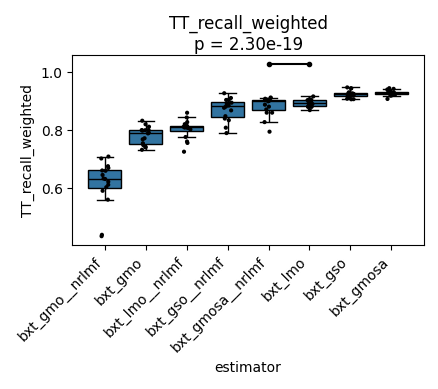 TT_recall_weighted
p = 2.30e-19
TT_recall_weighted
1.0
0.8
0.6
bxt_gmo__nrlmf
bxt_gmo
bxt_lmo__nrlmf
bxt_gso__nrlmf
bxt_gmosa__nrlmf
bxt_lmo
bxt_gso
bxt_gmosa
estimator